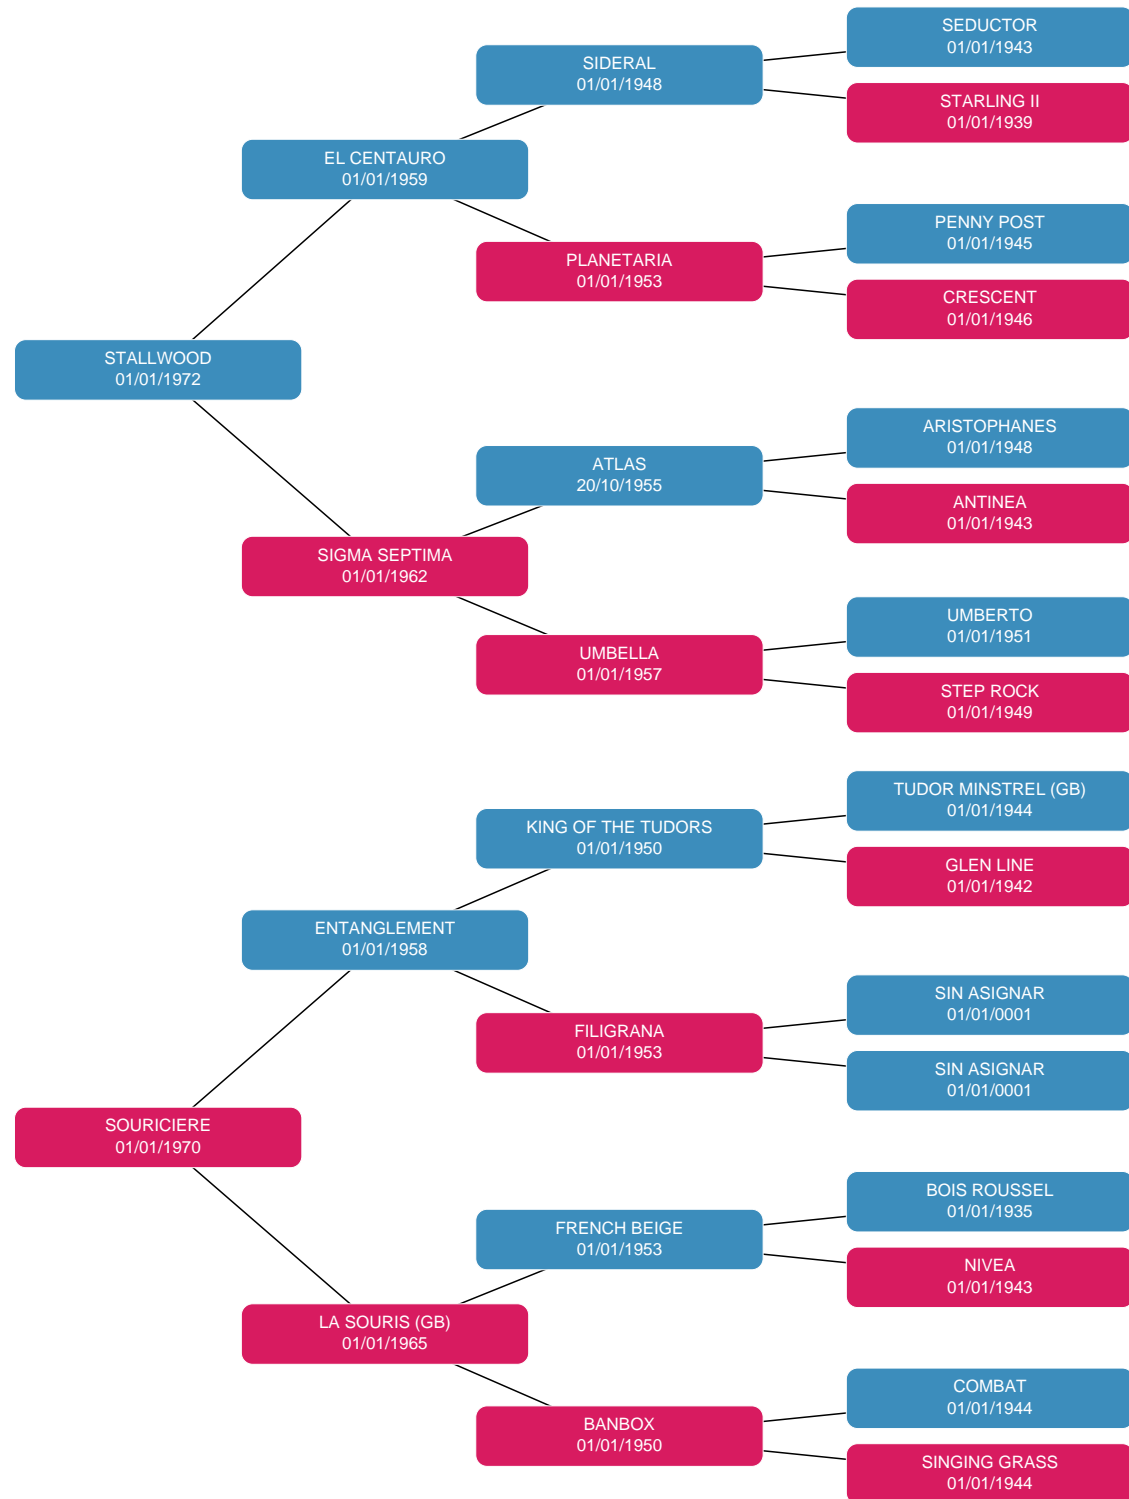 SEDUCTOR
01/01/1943
SIDERAL
01/01/1948
STARLING II
01/01/1939
EL CENTAURO
01/01/1959
PENNY POST
01/01/1945
PLANETARIA
01/01/1953
CRESCENT
01/01/1946
STALLWOOD
01/01/1972
ARISTOPHANES
01/01/1948
ATLAS
20/10/1955
ANTINEA
01/01/1943
SIGMA SEPTIMA
01/01/1962
UMBERTO
01/01/1951
UMBELLA
01/01/1957
STEP ROCK
01/01/1949
TUDOR MINSTREL (GB)
01/01/1944
KING OF THE TUDORS
01/01/1950
GLEN LINE
01/01/1942
ENTANGLEMENT
01/01/1958
SIN ASIGNAR
01/01/0001
FILIGRANA
01/01/1953
SIN ASIGNAR
01/01/0001
SOURICIERE
01/01/1970
BOIS ROUSSEL
01/01/1935
FRENCH BEIGE
01/01/1953
NIVEA
01/01/1943
LA SOURIS (GB)
01/01/1965
COMBAT
01/01/1944
BANBOX
01/01/1950
SINGING GRASS
01/01/1944